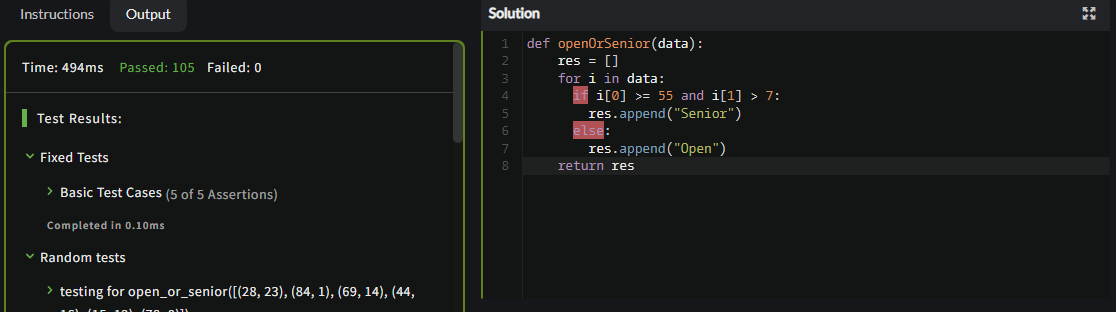 Instructions Output
Time: 494ms Passed: 105 Failed: 0
Test Results:
Fixed Tests
Basic Test Cases (5 of 5 Assertions)
Completed in 0.10ms
Random tests
testing for open_or_senior([(28, 23), (84, 1), (69, 14), (44,
Solution
1 def openOrSenior(data):
2     res = []
3     for i in data:
4       if i[0] >= 55 and i[1] > 7:
5         res.append("Senior")
6       else:
7         res.append("Open")
8     return res